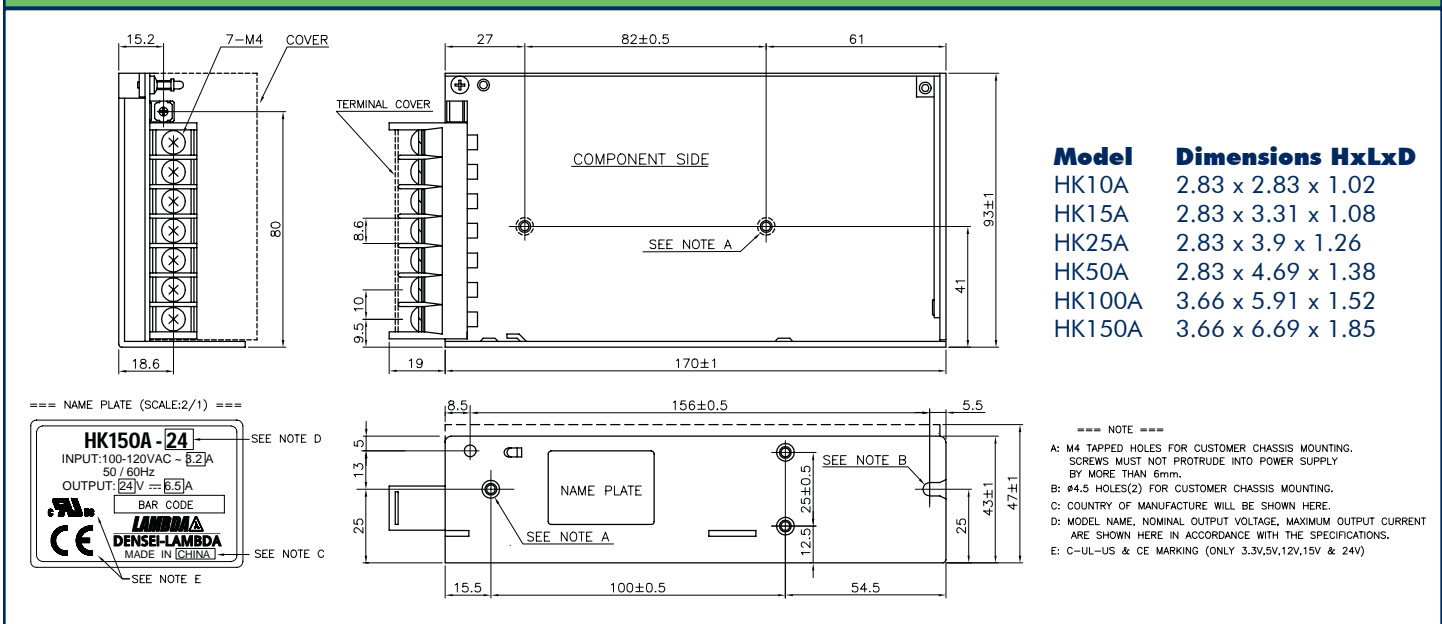 15.2
7-M4
COVER
80
18.6
27
82±0.5
61
TERMINAL COVER
COMPONENT SIDE
SEE NOTE A
8.6
10
9.5
19
170±1
41
93±1
Model Dimensions HxLxD
HK10A 2.83 x 2.83 x 1.02
HK15A 2.83 x 3.31 x 1.08
HK25A 2.83 x 3.9 x 1.26
HK50A 2.83 x 4.69 x 1.38
HK100A 3.66 x 5.91 x 1.52
HK150A 3.66 x 6.69 x 1.85
=== NAME PLATE (SCALE:2/1) ===
HK150A - 24
SEE NOTE D
INPUT:100-120VAC ~ 3.2 A
50 / 60Hz
OUTPUT: 24 V ⎓ 6.5 A
BAR CODE
c UL us
LAMBDA
CE
DENSEI-LAMBDA
MADE IN CHINA
SEE NOTE C
SEE NOTE E
8.5
156±0.5
5.5
5
13
25
NAME PLATE
SEE NOTE A
SEE NOTE B
25±0.5
12.5
25
43±1
47±1
15.5
100±0.5
54.5
=== NOTE ===
A: M4 TAPPED HOLES FOR CUSTOMER CHASSIS MOUNTING.
SCREWS MUST NOT PROTRUDE INTO POWER SUPPLY
BY MORE THAN 6mm.
B: ø4.5 HOLES(2) FOR CUSTOMER CHASSIS MOUNTING.
C: COUNTRY OF MANUFACTURE WILL BE SHOWN HERE.
D: MODEL NAME, NOMINAL OUTPUT VOLTAGE, MAXIMUM OUTPUT CURRENT
ARE SHOWN HERE IN ACCORDANCE WITH THE SPECIFICATIONS.
E: C-UL-US & CE MARKING (ONLY 3.3V,5V,12V,15V & 24V)